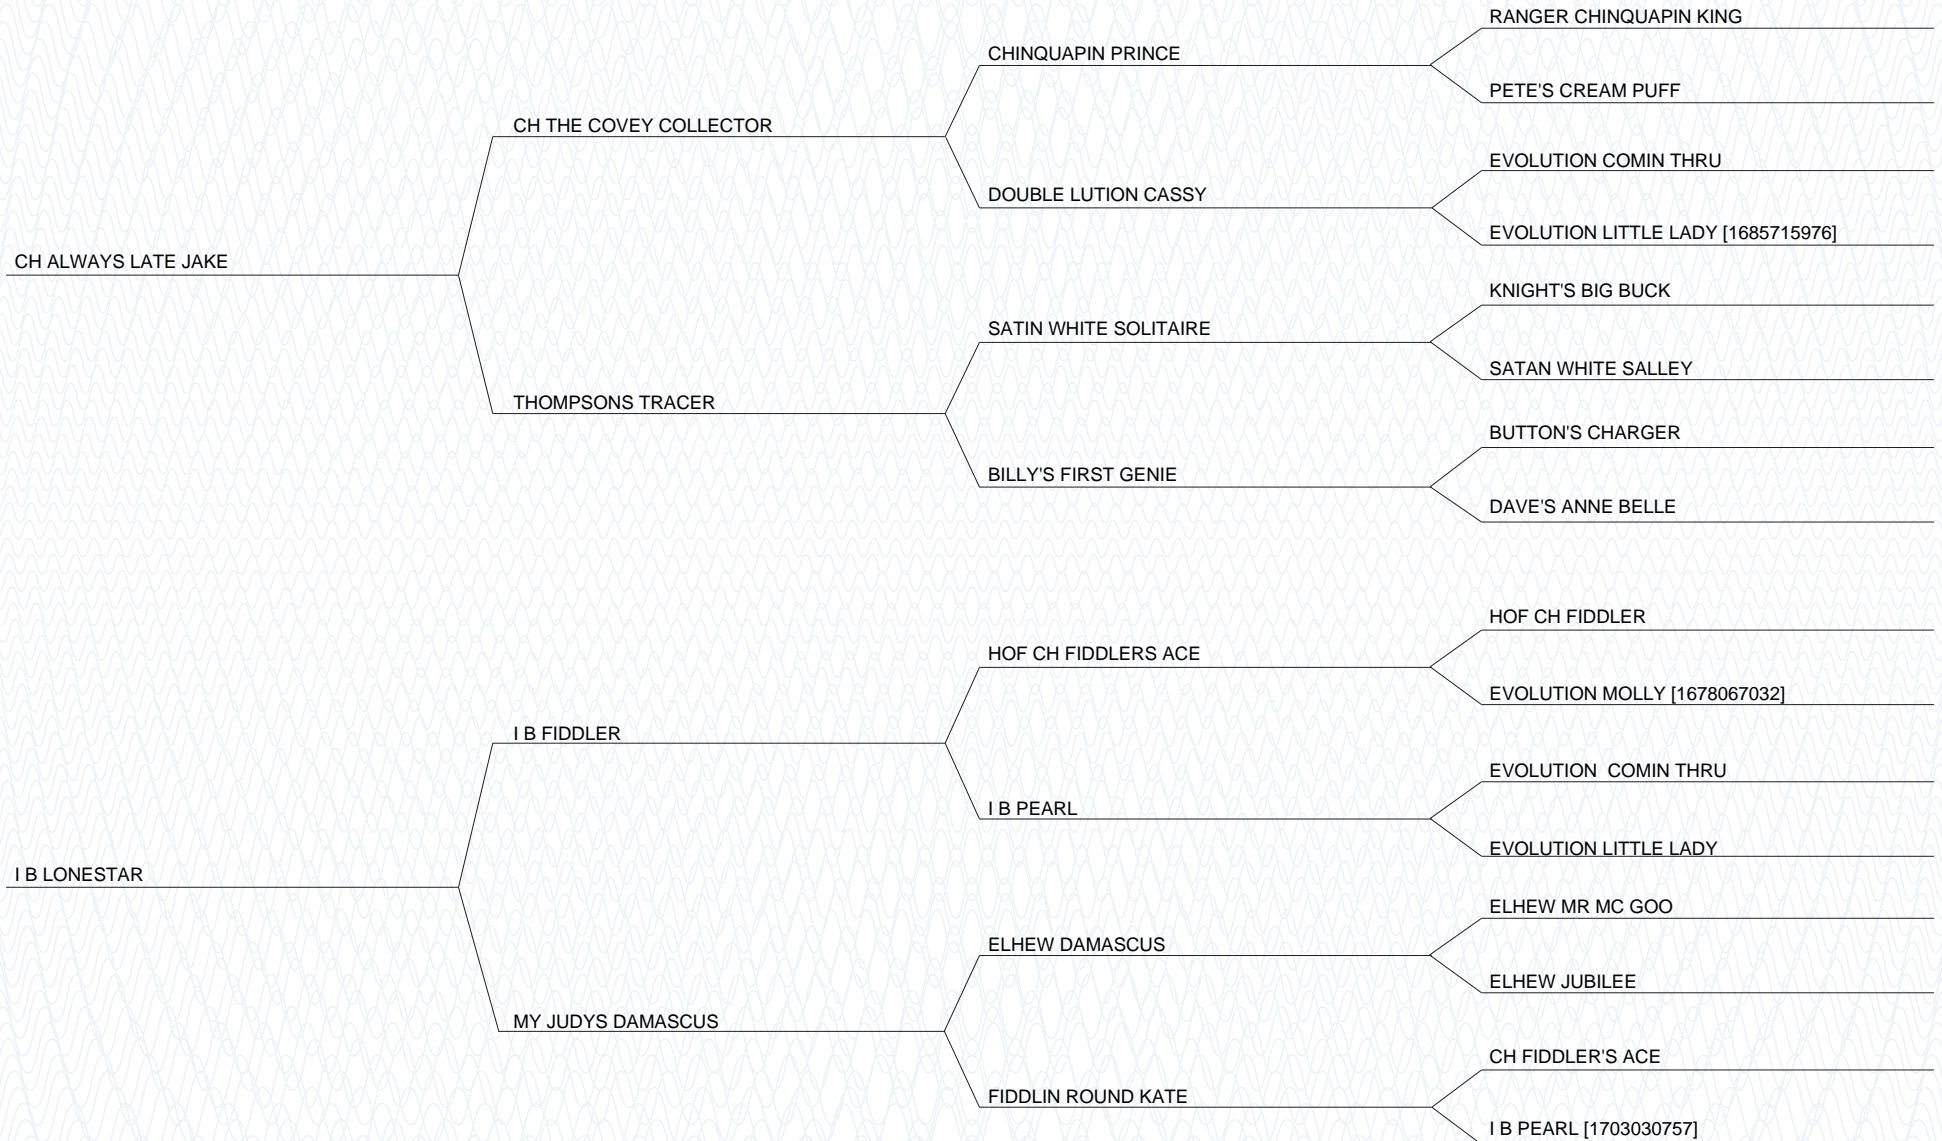 RANGER CHINQUAPIN KING
CHINQUAPIN PRINCE
PETE'S CREAM PUFF
CH THE COVEY COLLECTOR
EVOLUTION COMIN THRU
DOUBLE LUTION CASSY
EVOLUTION LITTLE LADY [1685715976]
CH ALWAYS LATE JAKE
KNIGHT'S BIG BUCK
SATIN WHITE SOLITAIRE
SATAN WHITE SALLEY
THOMPSONS TRACER
BUTTON'S CHARGER
BILLY'S FIRST GENIE
DAVE'S ANNE BELLE
HOF CH FIDDLER
HOF CH FIDDLERS ACE
EVOLUTION MOLLY [1678067032]
I B FIDDLER
EVOLUTION  COMIN THRU
I B PEARL
EVOLUTION LITTLE LADY
I B LONESTAR
ELHEW MR MC GOO
ELHEW DAMASCUS
ELHEW JUBILEE
MY JUDYS DAMASCUS
CH FIDDLER'S ACE
FIDDLIN ROUND KATE
I B PEARL [1703030757]